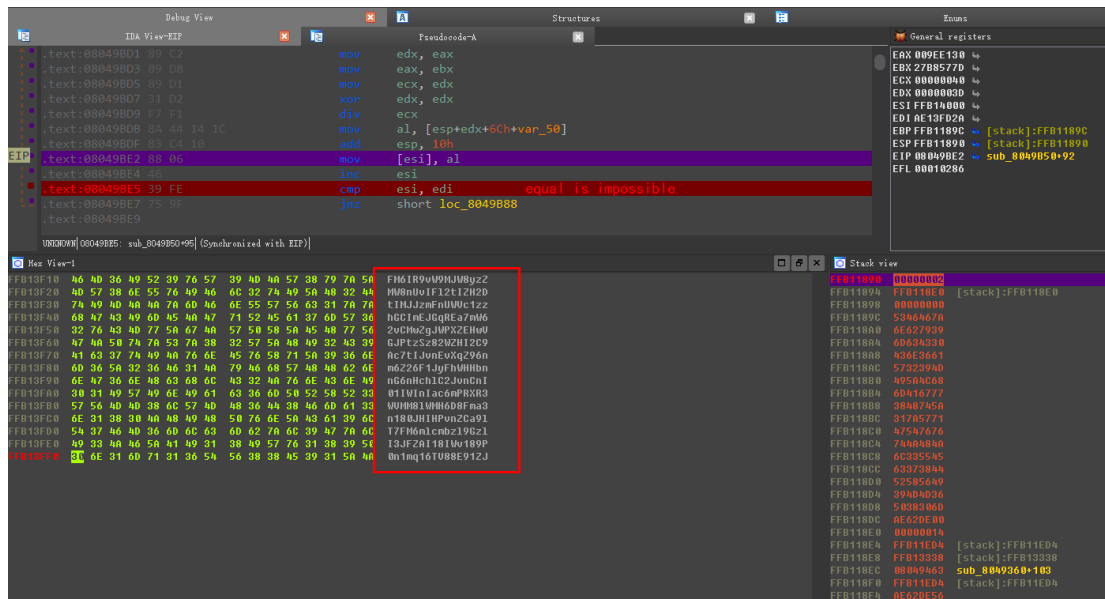 Debug View
Structures
Enums
IDA View-EIP
Pseudocode-A
General registers
.text:08049BD1 89 C2 mov edx, eax
.text:08049BD3 89 D8 mov eax, ebx
.text:08049BD5 89 D1 mov ecx, edx
.text:08049BD7 31 D2 xor edx, edx
.text:08049BD9 F7 F1 div ecx
.text:08049BDB 8A 44 14 1C mov al, [esp+edx+6Ch+var_50]
.text:08049BDF 83 C4 10 add esp, 10h
EIP .text:08049BE2 88 06 mov [esi], al
.text:08049BE4 46 inc esi
.text:08049BE5 39 FE cmp esi, edi equal is impossible
.text:08049BE7 75 9F jnz short loc_8049B88
.text:08049BE9
UNKNOWN 08049BE5: sub_8049B50+95 (Synchronized with EIP)
EAX 009EE130
EBX 27B8577D
ECX 00000040
EDX 0000003D
ESI FFB14000
EDI AE13FD2A
EBP FFB1189C [stack]:FFB1189C
ESP FFB11890 [stack]:FFB11890
EIP 08049BE2 sub_8049B50+92
EFL 00010286
Hex View-1
FFB13F10 46 4D 36 49 52 39 76 57 39 4D 4A 57 38 79 7A 5A FM6IR9vW9MJW8yzZ
FFB13F20 4D 57 38 6E 55 76 49 46 6C 32 74 49 5A 48 32 44 MW8nUvIFl2tIZH2D
FFB13F30 74 49 4D 4A 4A 7A 6D 46 6E 55 57 56 63 31 7A 7A tIMJJzmFnUWVc1zz
FFB13F40 68 47 43 49 6D 45 4A 47 71 52 45 61 37 6D 57 36 hGCImEJGqREa7mW6
FFB13F50 32 76 43 4D 77 5A 67 4A 57 50 58 5A 45 48 77 56 2vCMwZgJWPXZEHwV
FFB13F60 47 4A 50 74 7A 53 7A 38 32 57 5A 48 49 32 43 39 GJPtzSz82WZHI2C9
FFB13F70 41 63 37 74 49 4A 76 6E 45 76 58 71 5A 39 36 6E Ac7tIJvnEvXqZ96n
FFB13F80 6D 36 5A 32 36 46 31 4A 79 46 68 57 48 48 62 6E m6Z26F1JyFhWHHbn
FFB13F90 6E 47 36 6E 48 63 68 6C 43 32 4A 76 6E 43 6E 49 nG6nHchlC2JvnCnI
FFB13FA0 30 31 49 57 49 6E 49 61 63 36 6D 50 52 58 52 33 01IWInIac6mPRXR3
FFB13FB0 57 56 4D 4D 38 6C 57 4D 48 36 44 38 46 6D 61 33 WVMM8lWMH6D8Fma3
FFB13FC0 6E 31 38 30 4A 48 49 48 50 76 6E 5A 43 61 39 6C n180JHIHPvnZCa9l
FFB13FD0 54 37 46 4D 36 6D 6C 63 6D 62 7A 6C 39 47 7A 6C T7FM6mlcmbzl9Gzl
FFB13FE0 49 33 4A 46 5A 41 49 31 38 49 57 76 31 38 39 50 I3JFZAI18IWv189P
FFB13FF0 30 6E 31 6D 71 31 36 54 56 38 38 45 39 31 5A 4A 0n1mq16TV88E91ZJ
Stack view
FFB11890 00000002
FFB11894 FFB118E0 [stack]:FFB118E0
FFB11898 00000000
FFB1189C 5346467A
FFB118A0 6E627939
FFB118A4 6D634330
FFB118A8 436E3661
FFB118AC 5732394D
FFB118B0 495A4C68
FFB118B4 6D416777
FFB118B8 3848745A
FFB118BC 317A5771
FFB118C0 47547676
FFB118C4 744A484A
FFB118C8 6C335545
FFB118CC 63373844
FFB118D0 52585649
FFB118D4 394D4D36
FFB118D8 5038306D
FFB118DC AE62DE00
FFB118E0 00000014
FFB118E4 FFB11ED4 [stack]:FFB11ED4
FFB118E8 FFB13338 [stack]:FFB13338
FFB118EC 08049463 sub_8049360+103
FFB118F0 FFB11ED4 [stack]:FFB11ED4
FFB118F4 AE62DE56